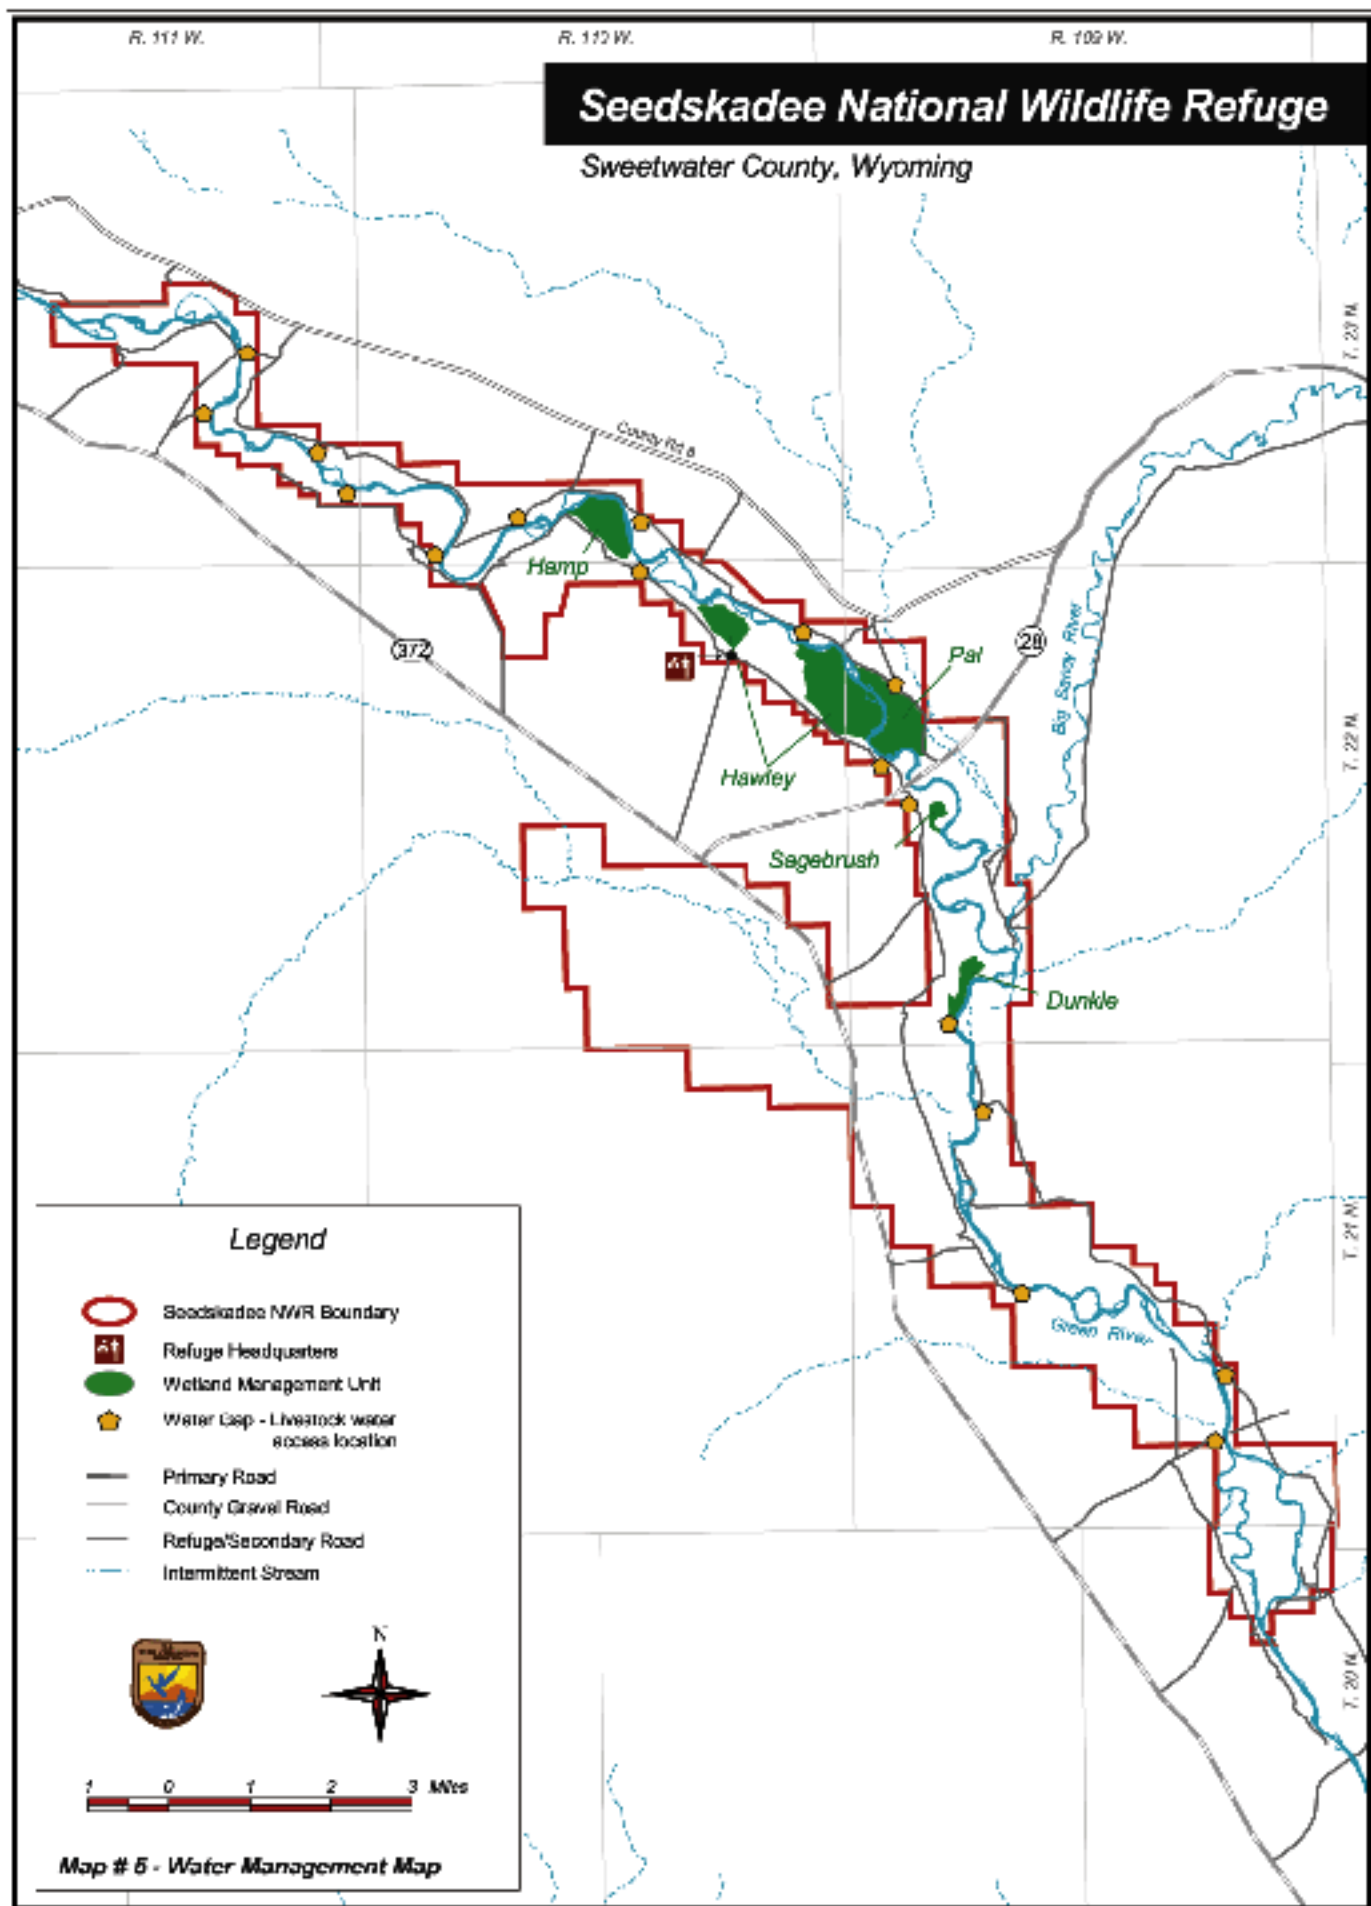 R. 111 W.
R. 110 W.
R. 109 W.
Seedskadee National Wildlife Refuge
Sweetwater County, Wyoming
T. 23 N.
County Rd 8
Hamp
372
28
Big Sandy River
Pal
Hawley
T. 22 N.
Sagebrush
Dunkle
T. 21 N.
Green River
Legend
Seedskadee NWR Boundary
Refuge Headquarters
Wetland Management Unit
Water Gap - Livestock water
access location
Primary Road
County Gravel Road
Refuge/Secondary Road
Intermittent Stream
N
T. 20 N.
1 0 1 2 3 Miles
Map # 5 - Water Management Map